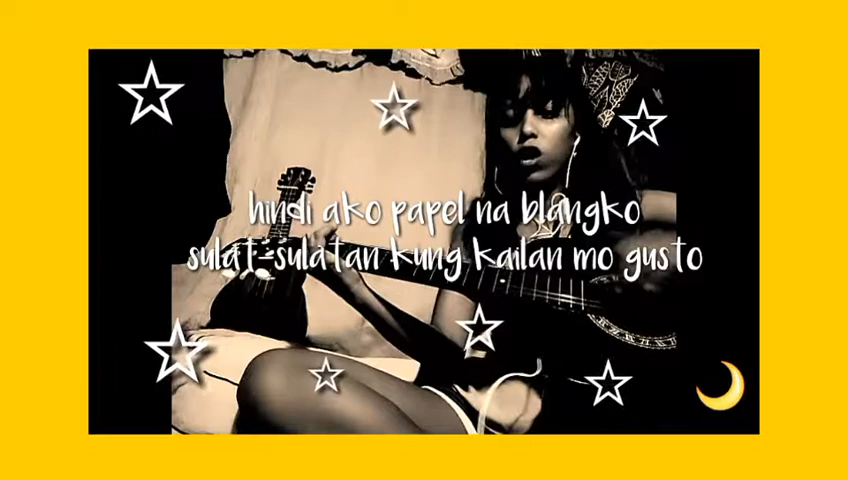 hindi ako papel na blangko
sulat-sulatan kung kailan mo gusto